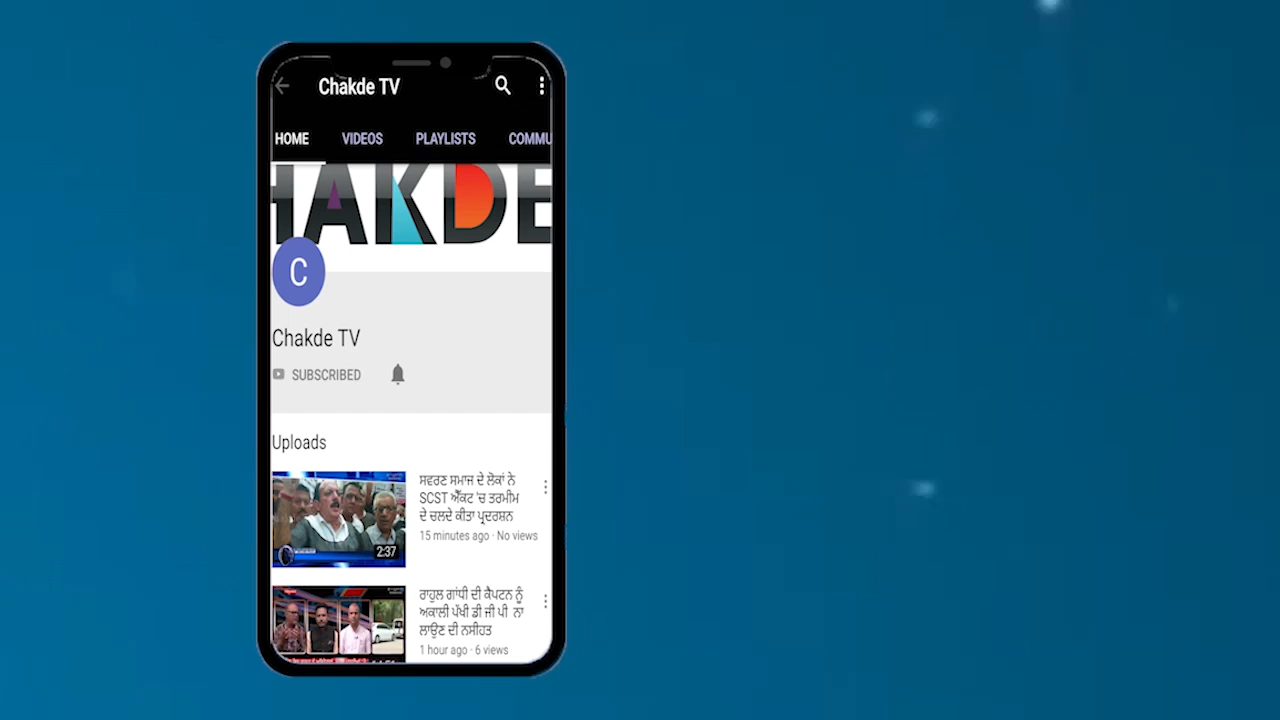 Chakde TV
HOME VIDEOS PLAYLISTS COMMU
HAKDE
C
Chakde TV
SUBSCRIBED
Uploads
ਸਵਰਣ ਸਮਾਜ ਦੇ ਲੋਕਾਂ ਨੇ
SCST ਐੱਕਟ 'ਚ ਤਰਮੀਮ
ਦੇ ਚਲਦੇ ਕੀਤਾ ਪ੍ਰਦਰਸ਼ਨ
15 minutes ago · No views
2:37
ਰਾਹੁਲ ਗਾਂਧੀ ਦੀ ਕੈਪਟਨ ਨੂੰ
ਅਕਾਲੀ ਪੱਖੀ ਡੀ ਜੀ ਪੀ ਨਾ
ਲਾਉਣ ਦੀ ਨਸੀਹਤ
1 hour ago · 6 views